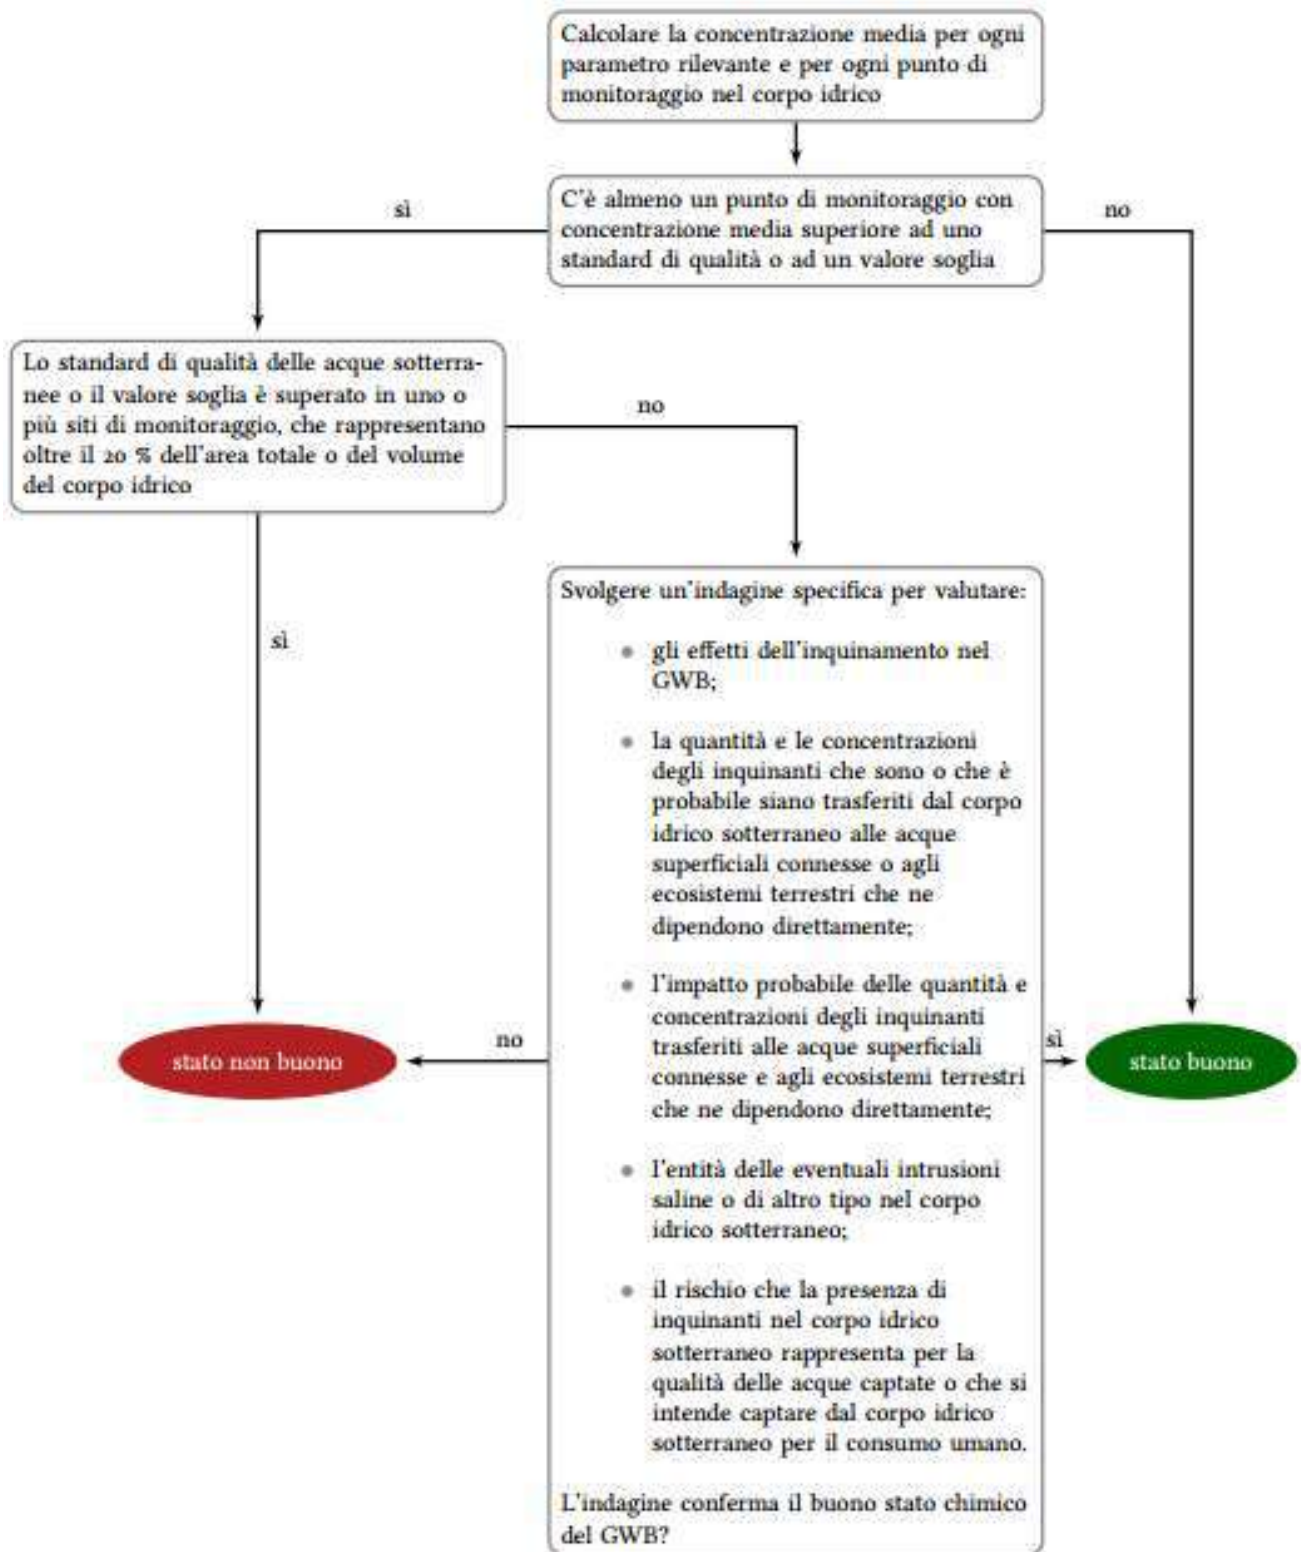 Calcolare la concentrazione media per ogni
parametro rilevante e per ogni punto di
monitoraggio nel corpo idrico
sì
C'è almeno un punto di monitoraggio con
concentrazione media superiore ad uno
standard di qualità o ad un valore soglia
no
Lo standard di qualità delle acque sotterra-
nee o il valore soglia è superato in uno o
più siti di monitoraggio, che rappresentano
oltre il 20 % dell'area totale o del volume
del corpo idrico
no
sì
Svolgere un'indagine specifica per valutare:
• gli effetti dell'inquinamento nel
GWB;
• la quantità e le concentrazioni
degli inquinanti che sono o che è
probabile siano trasferiti dal corpo
idrico sotterraneo alle acque
superficiali connesse o agli
ecosistemi terrestri che ne
dipendono direttamente;
• l'impatto probabile delle quantità e
concentrazioni degli inquinanti
trasferiti alle acque superficiali
connesse e agli ecosistemi terrestri
che ne dipendono direttamente;
• l'entità delle eventuali intrusioni
saline o di altro tipo nel corpo
idrico sotterraneo;
• il rischio che la presenza di
inquinanti nel corpo idrico
sotterraneo rappresenta per la
qualità delle acque captate o che si
intende captare dal corpo idrico
sotterraneo per il consumo umano.
L'indagine conferma il buono stato chimico
del GWB?
no
stato non buono
sì
stato buono